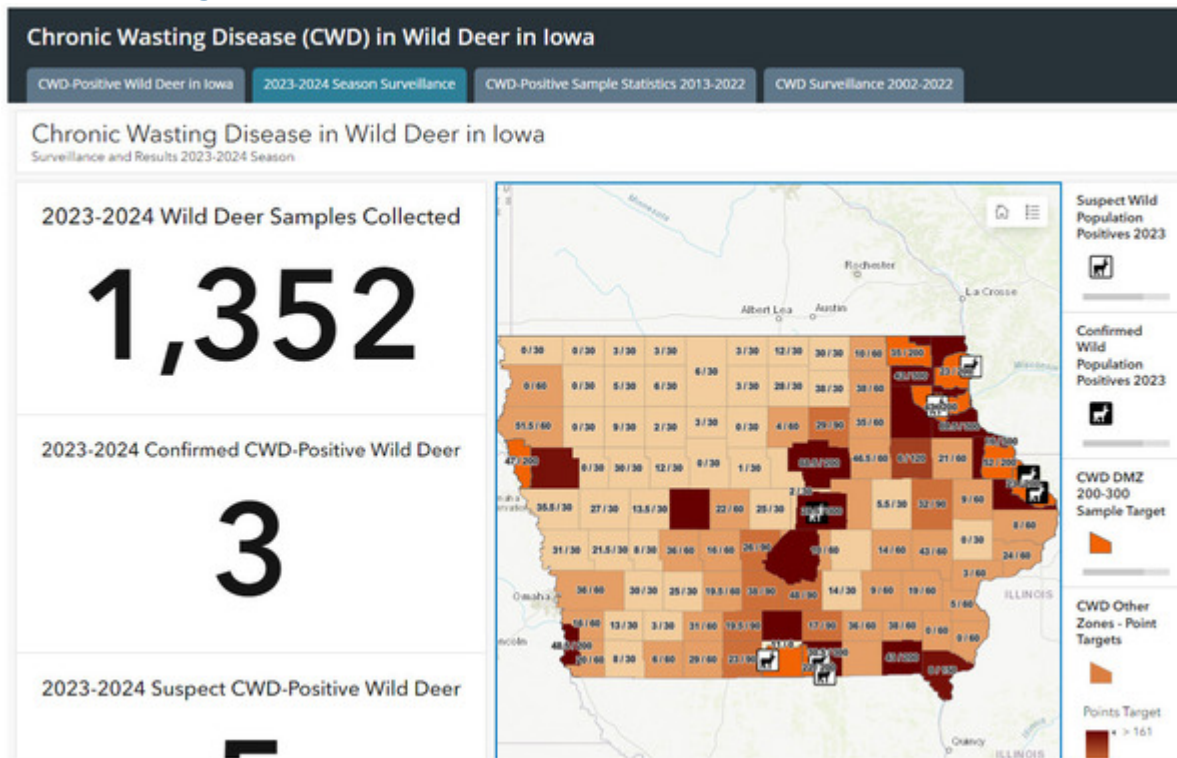 Chronic Wasting Disease (CWD) in Wild Deer in Iowa
CWD-Positive Wild Deer in Iowa
2023-2024 Season Surveillance
CWD-Positive Sample Statistics 2013-2022
CWD Surveillance 2002-2022
Chronic Wasting Disease in Wild Deer in Iowa
Surveillance and Results 2023-2024 Season
2023-2024 Wild Deer Samples Collected
1,352
2023-2024 Confirmed CWD-Positive Wild Deer
3
2023-2024 Suspect CWD-Positive Wild Deer
Minnesota
Rochester
La Crosse
Albert Lea
Austin
0 / 30
0 / 30
3 / 30
3 / 30
6 / 30
3 / 30
12 / 30
30 / 30
10 / 60
35 / 200
0 / 60
0 / 30
5 / 30
6 / 30
3 / 30
28 / 30
38 / 30
38 / 60
51.5 / 60
0 / 30
9 / 30
2 / 30
3 / 30
0 / 30
4 / 60
29 / 90
35 / 60
47 / 200
0 / 30
30 / 30
12 / 30
0 / 30
1 / 30
46.5 / 60
21 / 60
52 / 200
35.5 / 30
27 / 30
13.5 / 30
22 / 60
25 / 30
5.5 / 30
32 / 90
9 / 60
8 / 60
31 / 30
21.5 / 30
8 / 30
36 / 60
16 / 60
26 / 90
14 / 60
43 / 60
0 / 30
24 / 60
3 / 60
Omaha
36 / 60
30 / 30
25 / 30
19.5 / 60
38 / 90
48 / 90
14 / 30
9 / 60
19 / 60
5 / 60
ILLINOIS
16 / 60
13 / 30
3 / 30
31 / 60
19.5 / 90
17 / 90
36 / 60
38 / 60
0 / 60
0 / 60
20 / 60
8 / 30
6 / 60
29 / 60
23 / 90
43 / 200
Quincy
ILLINOIS
Suspect Wild
Population
Positives 2023
Confirmed
Wild
Population
Positives 2023
CWD DMZ
200-300
Sample Target
CWD Other
Zones - Point
Targets
Points Target
> 161